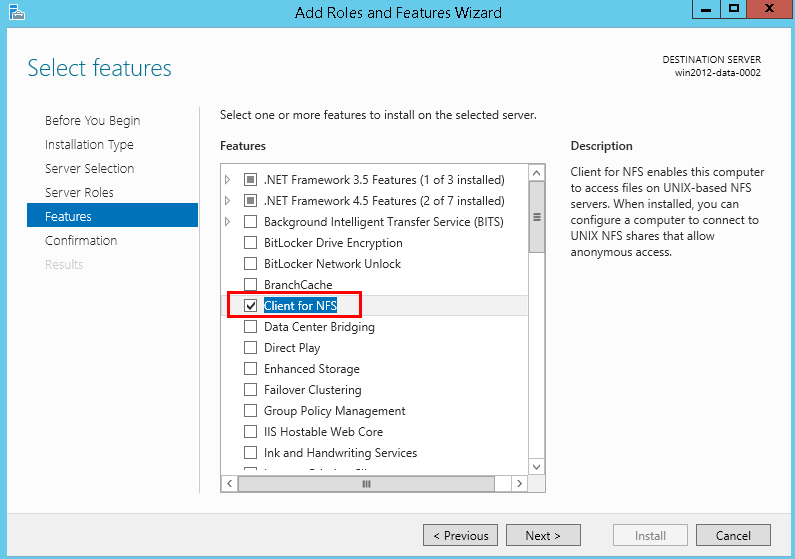 Add Roles and Features Wizard
Select features
DESTINATION SERVER
win2012-data-0002
Before You Begin
Installation Type
Server Selection
Server Roles
Features
Confirmation
Results
Select one or more features to install on the selected server.
Features
.NET Framework 3.5 Features (1 of 3 installed)
.NET Framework 4.5 Features (2 of 7 installed)
Background Intelligent Transfer Service (BITS)
BitLocker Drive Encryption
BitLocker Network Unlock
BranchCache
Client for NFS
Data Center Bridging
Direct Play
Enhanced Storage
Failover Clustering
Group Policy Management
IIS Hostable Web Core
Ink and Handwriting Services
Description
Client for NFS enables this computer
to access files on UNIX-based NFS
servers. When installed, you can
configure a computer to connect to
UNIX NFS shares that allow
anonymous access.
< Previous
Next >
Install
Cancel